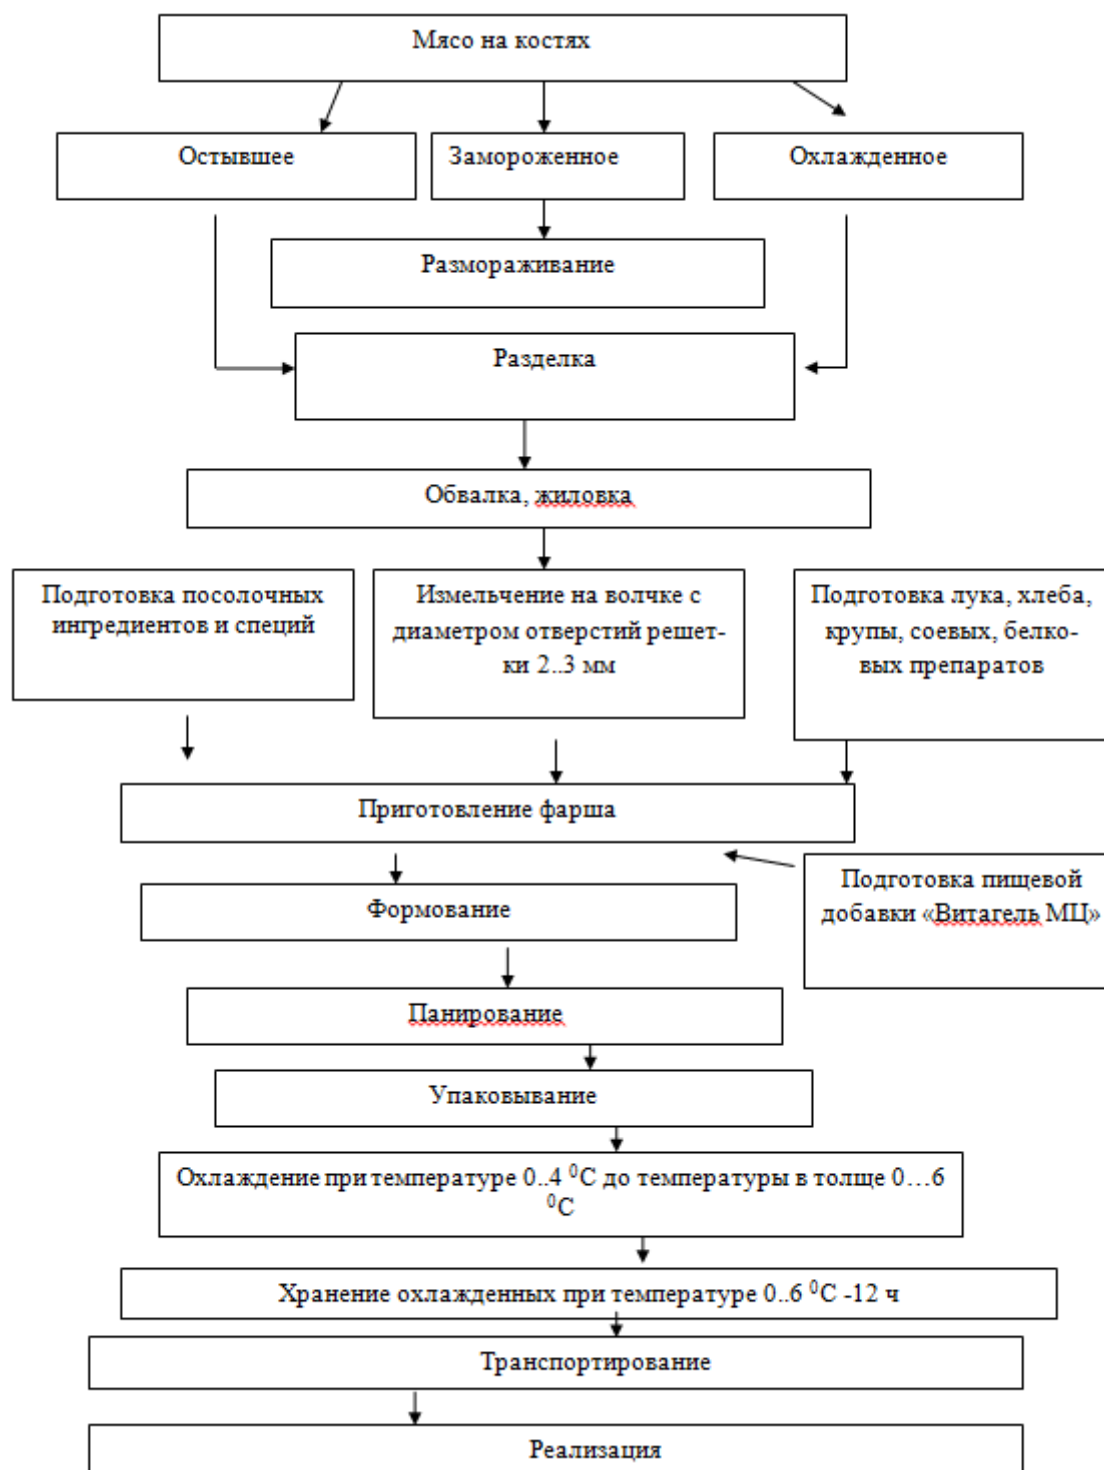 Мясо на костях
Остывшее
Замороженное
Охлажденное
Размораживание
Разделка
Обвалка, жиловка
Подготовка посолочных
ингредиентов и специй
Измельчение на волчке с
диаметром отверстий решет-
ки 2..3 мм
Подготовка лука, хлеба,
крупы, соевых, белко-
вых препаратов
Приготовление фарша
Подготовка пищевой
добавки «Витагель МЦ»
Формование
Панирование
Упаковывание
Охлаждение при температуре 0..4 ⁰С до температуры в толще 0…6
⁰С
Хранение охлажденных при температуре 0..6 ⁰С -12 ч
Транспортирование
Реализация